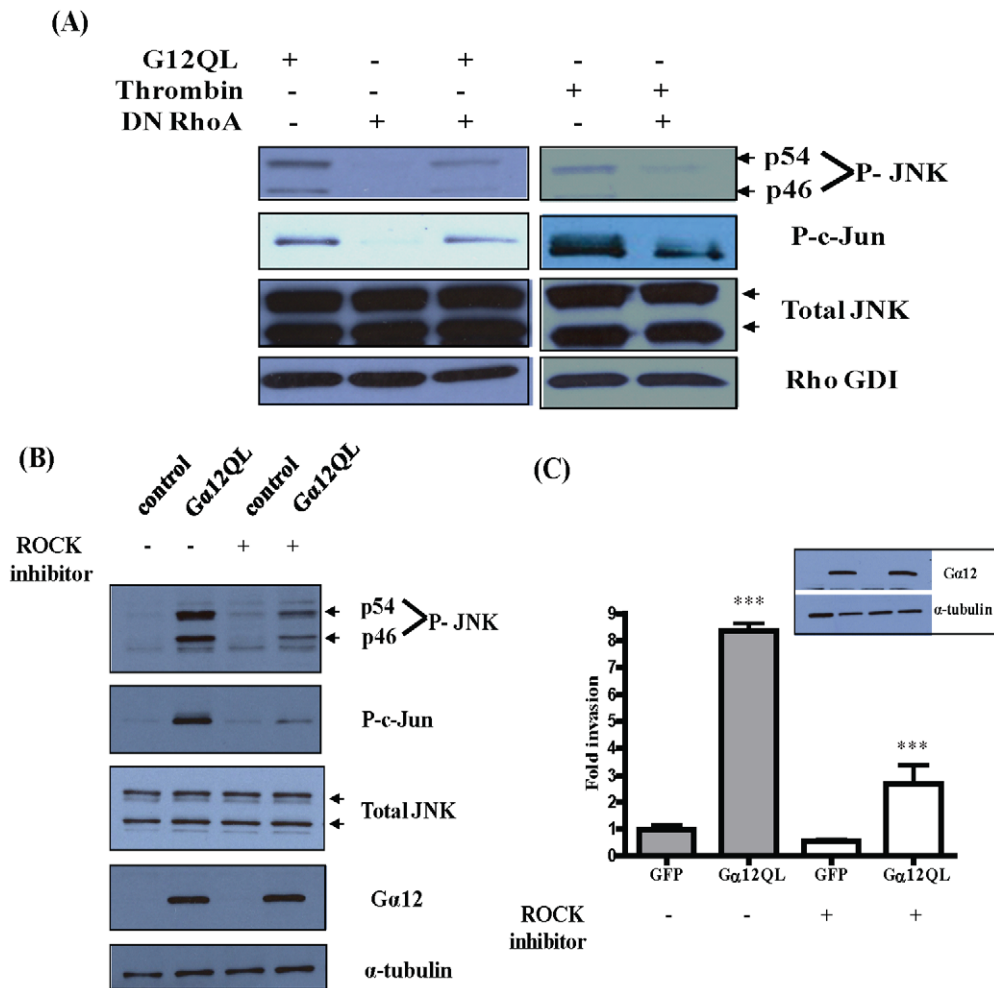 (A)
G12QL + - + - -
Thrombin - - - + +
DN RhoA - + + - +
p54
p46
P- JNK
P-c-Jun
Total JNK
Rho GDI
(B)
control Gα12QL control Gα12QL
ROCK inhibitor - - + +
p54
p46
P- JNK
P-c-Jun
Total JNK
Gα12
α-tubulin
(C)
Gα12
α-tubulin
Fold invasion
9
8
7
6
5
4
3
2
1
0
***
***
GFP Gα12QL GFP Gα12QL
ROCK inhibitor - - + +